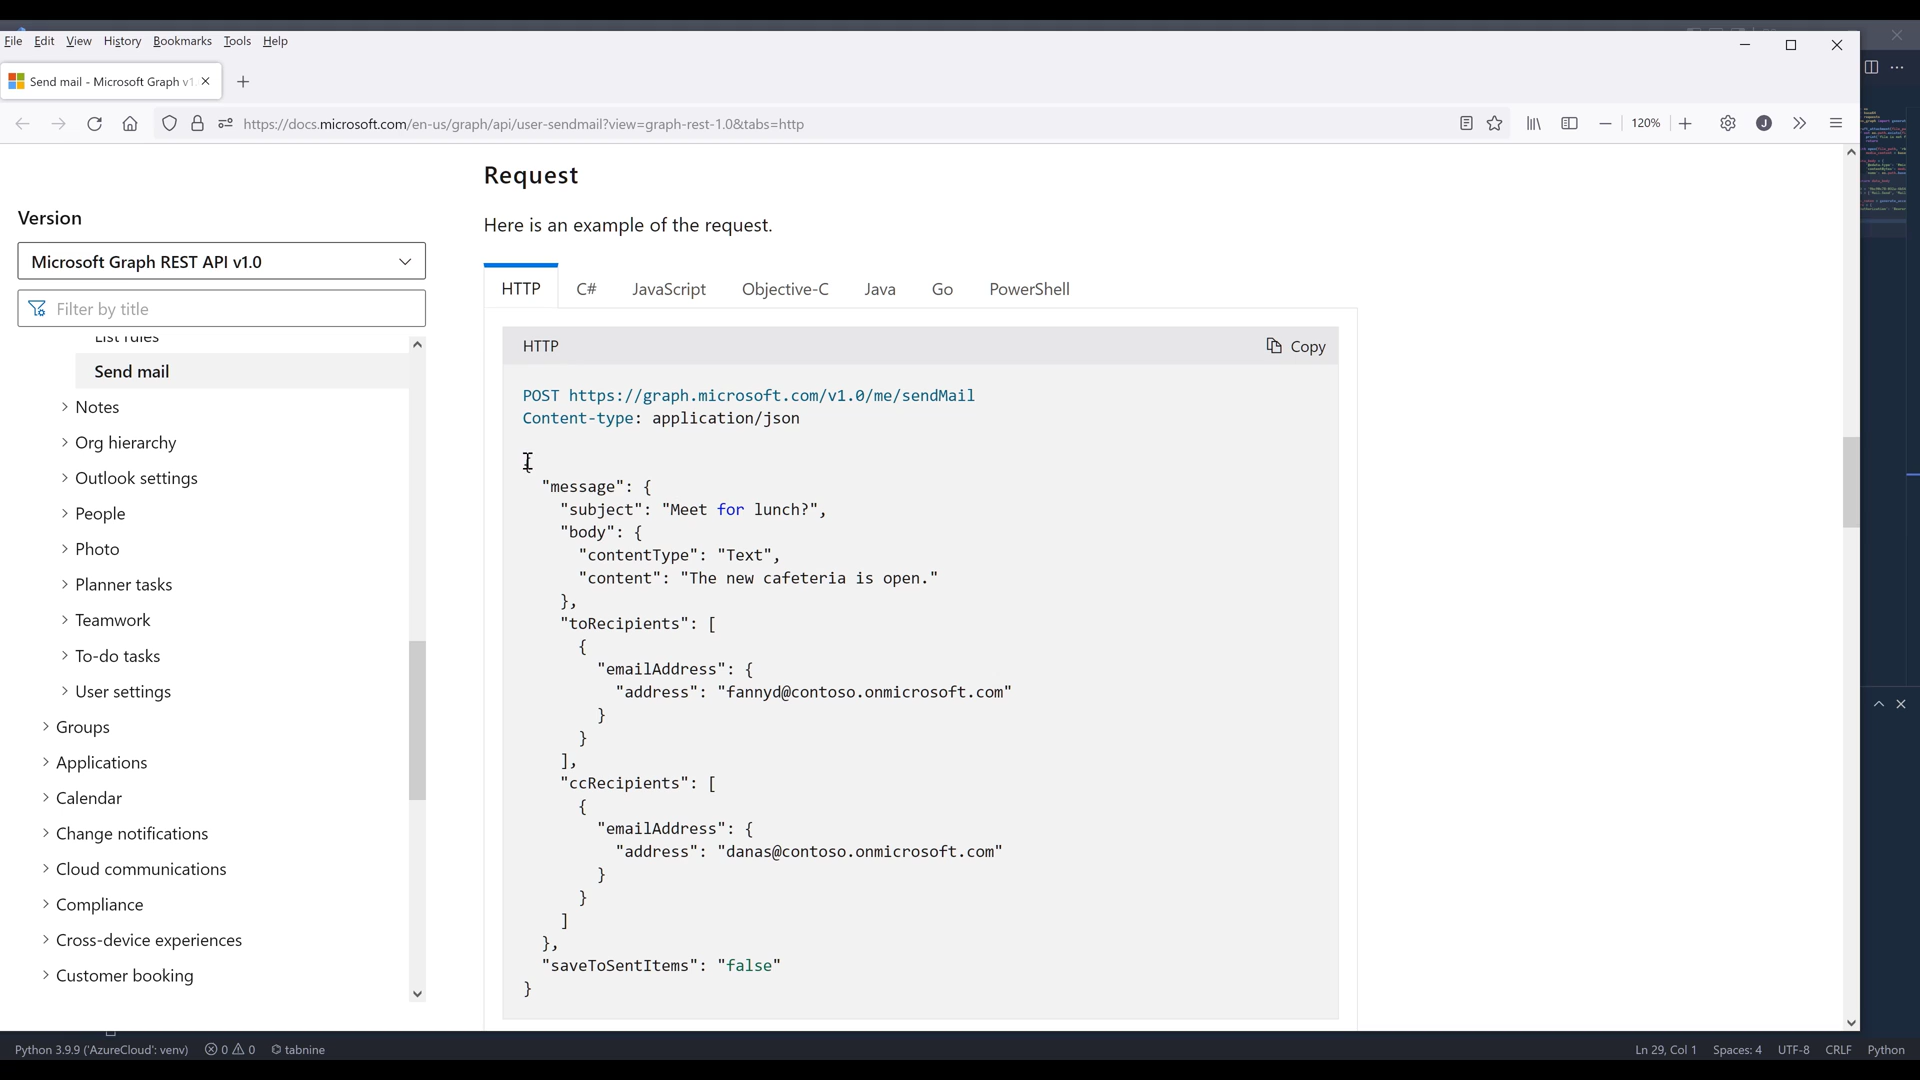 File Edit View History Bookmarks Tools Help
Send mail - Microsoft Graph v1.
https://docs.microsoft.com/en-us/graph/api/user-sendmail?view=graph-rest-1.0&tabs=http
120%
J
Version
Microsoft Graph REST API v1.0
Filter by title
List rules
Send mail
Notes
Org hierarchy
Outlook settings
People
Photo
Planner tasks
Teamwork
To-do tasks
User settings
Groups
Applications
Calendar
Change notifications
Cloud communications
Compliance
Cross-device experiences
Customer booking
Request
Here is an example of the request.
HTTP C# JavaScript Objective-C Java Go PowerShell
HTTP Copy
POST https://graph.microsoft.com/v1.0/me/sendMail
Content-type: application/json
{
"message": {
"subject": "Meet for lunch?",
"body": {
"contentType": "Text",
"content": "The new cafeteria is open."
},
"toRecipients": [
{
"emailAddress": {
"address": "fannyd@contoso.onmicrosoft.com"
}
}
],
"ccRecipients": [
{
"emailAddress": {
"address": "danas@contoso.onmicrosoft.com"
}
}
]
},
"saveToSentItems": "false"
}
Python 3.9.9 ('AzureCloud': venv) 0 0 tabnine Ln 29, Col 1 Spaces: 4 UTF-8 CRLF Python